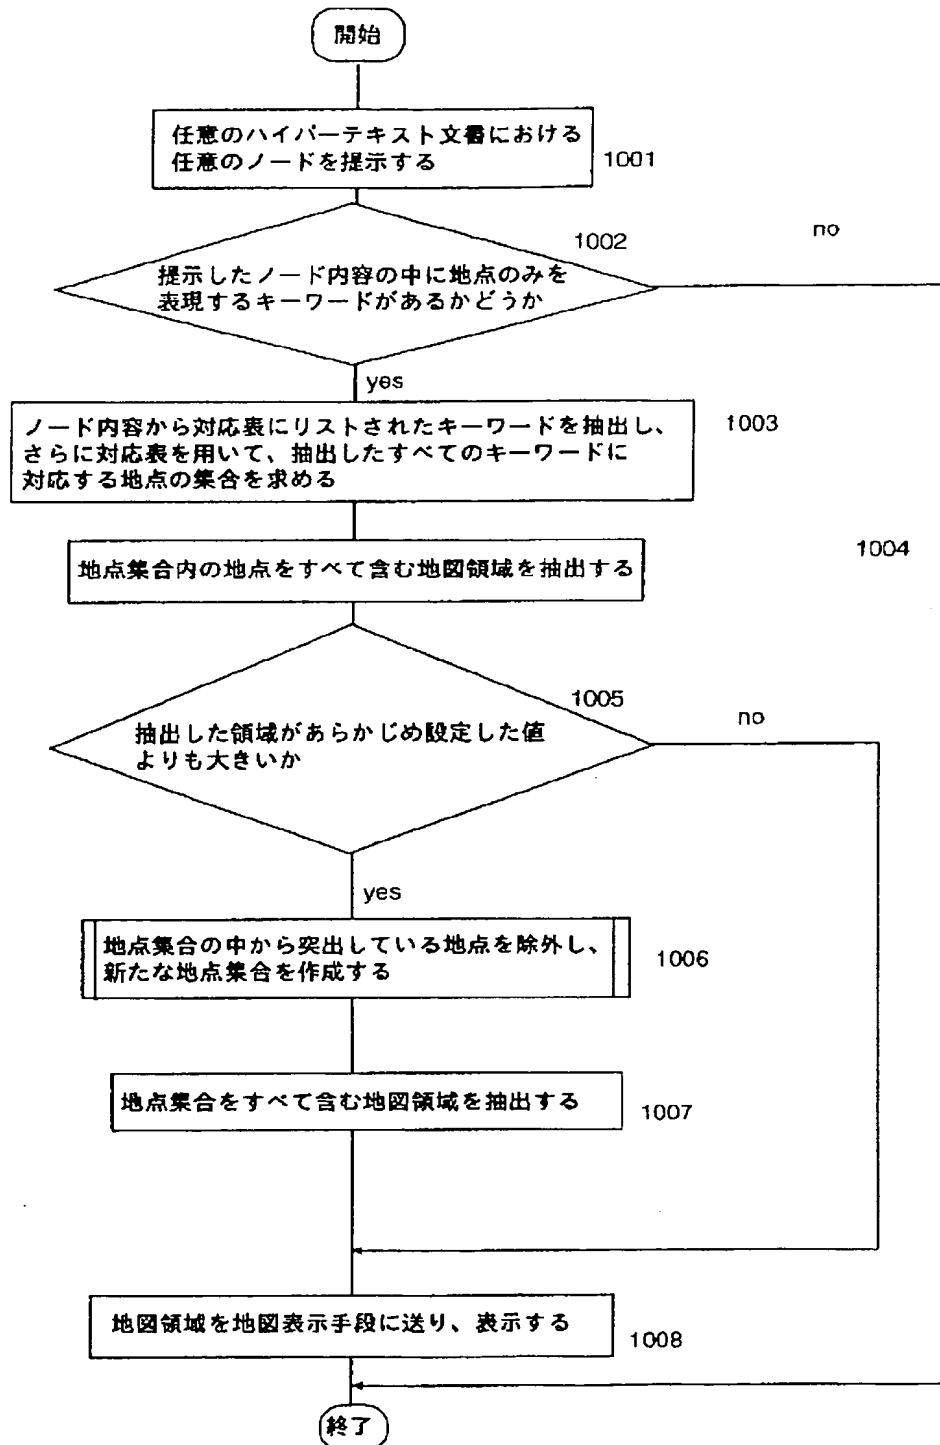 開始
任意のハイパーテキスト文書における
任意のノードを提示する
1001
1002
no
提示したノード内容の中に地点のみを
表現するキーワードがあるかどうか
yes
ノード内容から対応表にリストされたキーワードを抽出し、
さらに対応表を用いて、抽出したすべてのキーワードに
対応する地点の集合を求める
1003
1004
地点集合内の地点をすべて含む地図領域を抽出する
1005
no
抽出した領域があらかじめ設定した値
よりも大きいか
yes
地点集合の中から突出している地点を除外し、
新たな地点集合を作成する
1006
地点集合をすべて含む地図領域を抽出する
1007
地図領域を地図表示手段に送り、表示する
1008
終了